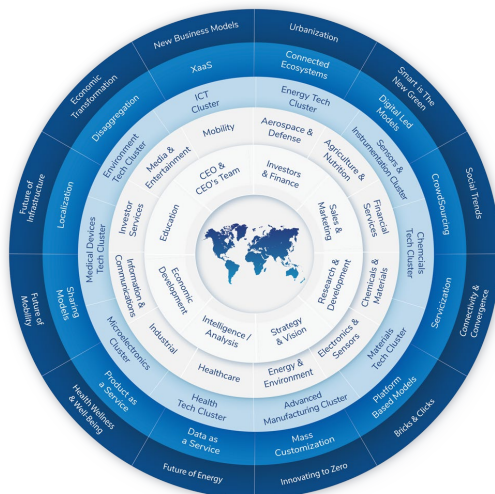 New Business Models
Urbanization
Smart is The
New Green
Social Trends
Connectivity &
Convergence
Bricks & Clicks
Innovating to Zero
Future of Energy
Health Wellness
& Well Being
Future of
Mobility
Future of
Infrastructure
Economic
Transformation
XaaS
Connected
Ecosystems
Digital Led
Models
CrowdSourcing
Servicization
Platform
Based Models
Mass
Customization
Data as
a Service
Product as
a Service
Sharing
Models
Localization
Disaggregation
ICT
Cluster
Energy Tech
Cluster
Sensors &
Instrumentation Cluster
Chemcials
Tech Cluster
Materials
Tech Cluster
Advanced
Manufacturing Cluster
Health
Tech Cluster
Microelectronics
Cluster
Medical Devices
Tech Cluster
Environment
Tech Cluster
Mobility
Aerospace &
Defense
Agriculture &
Nutrition
Financial
Services
Chemicals &
Materials
Electronics &
Sensors
Energy &
Environment
Healthcare
Industrial
Information &
Communications
Investor
Services
Media &
Entertainment
CEO &
CEO's Team
Investors
& Finance
Sales &
Marketing
Research &
Development
Strategy
& Vision
Intelligence /
Analysis
Economic
Development
Education